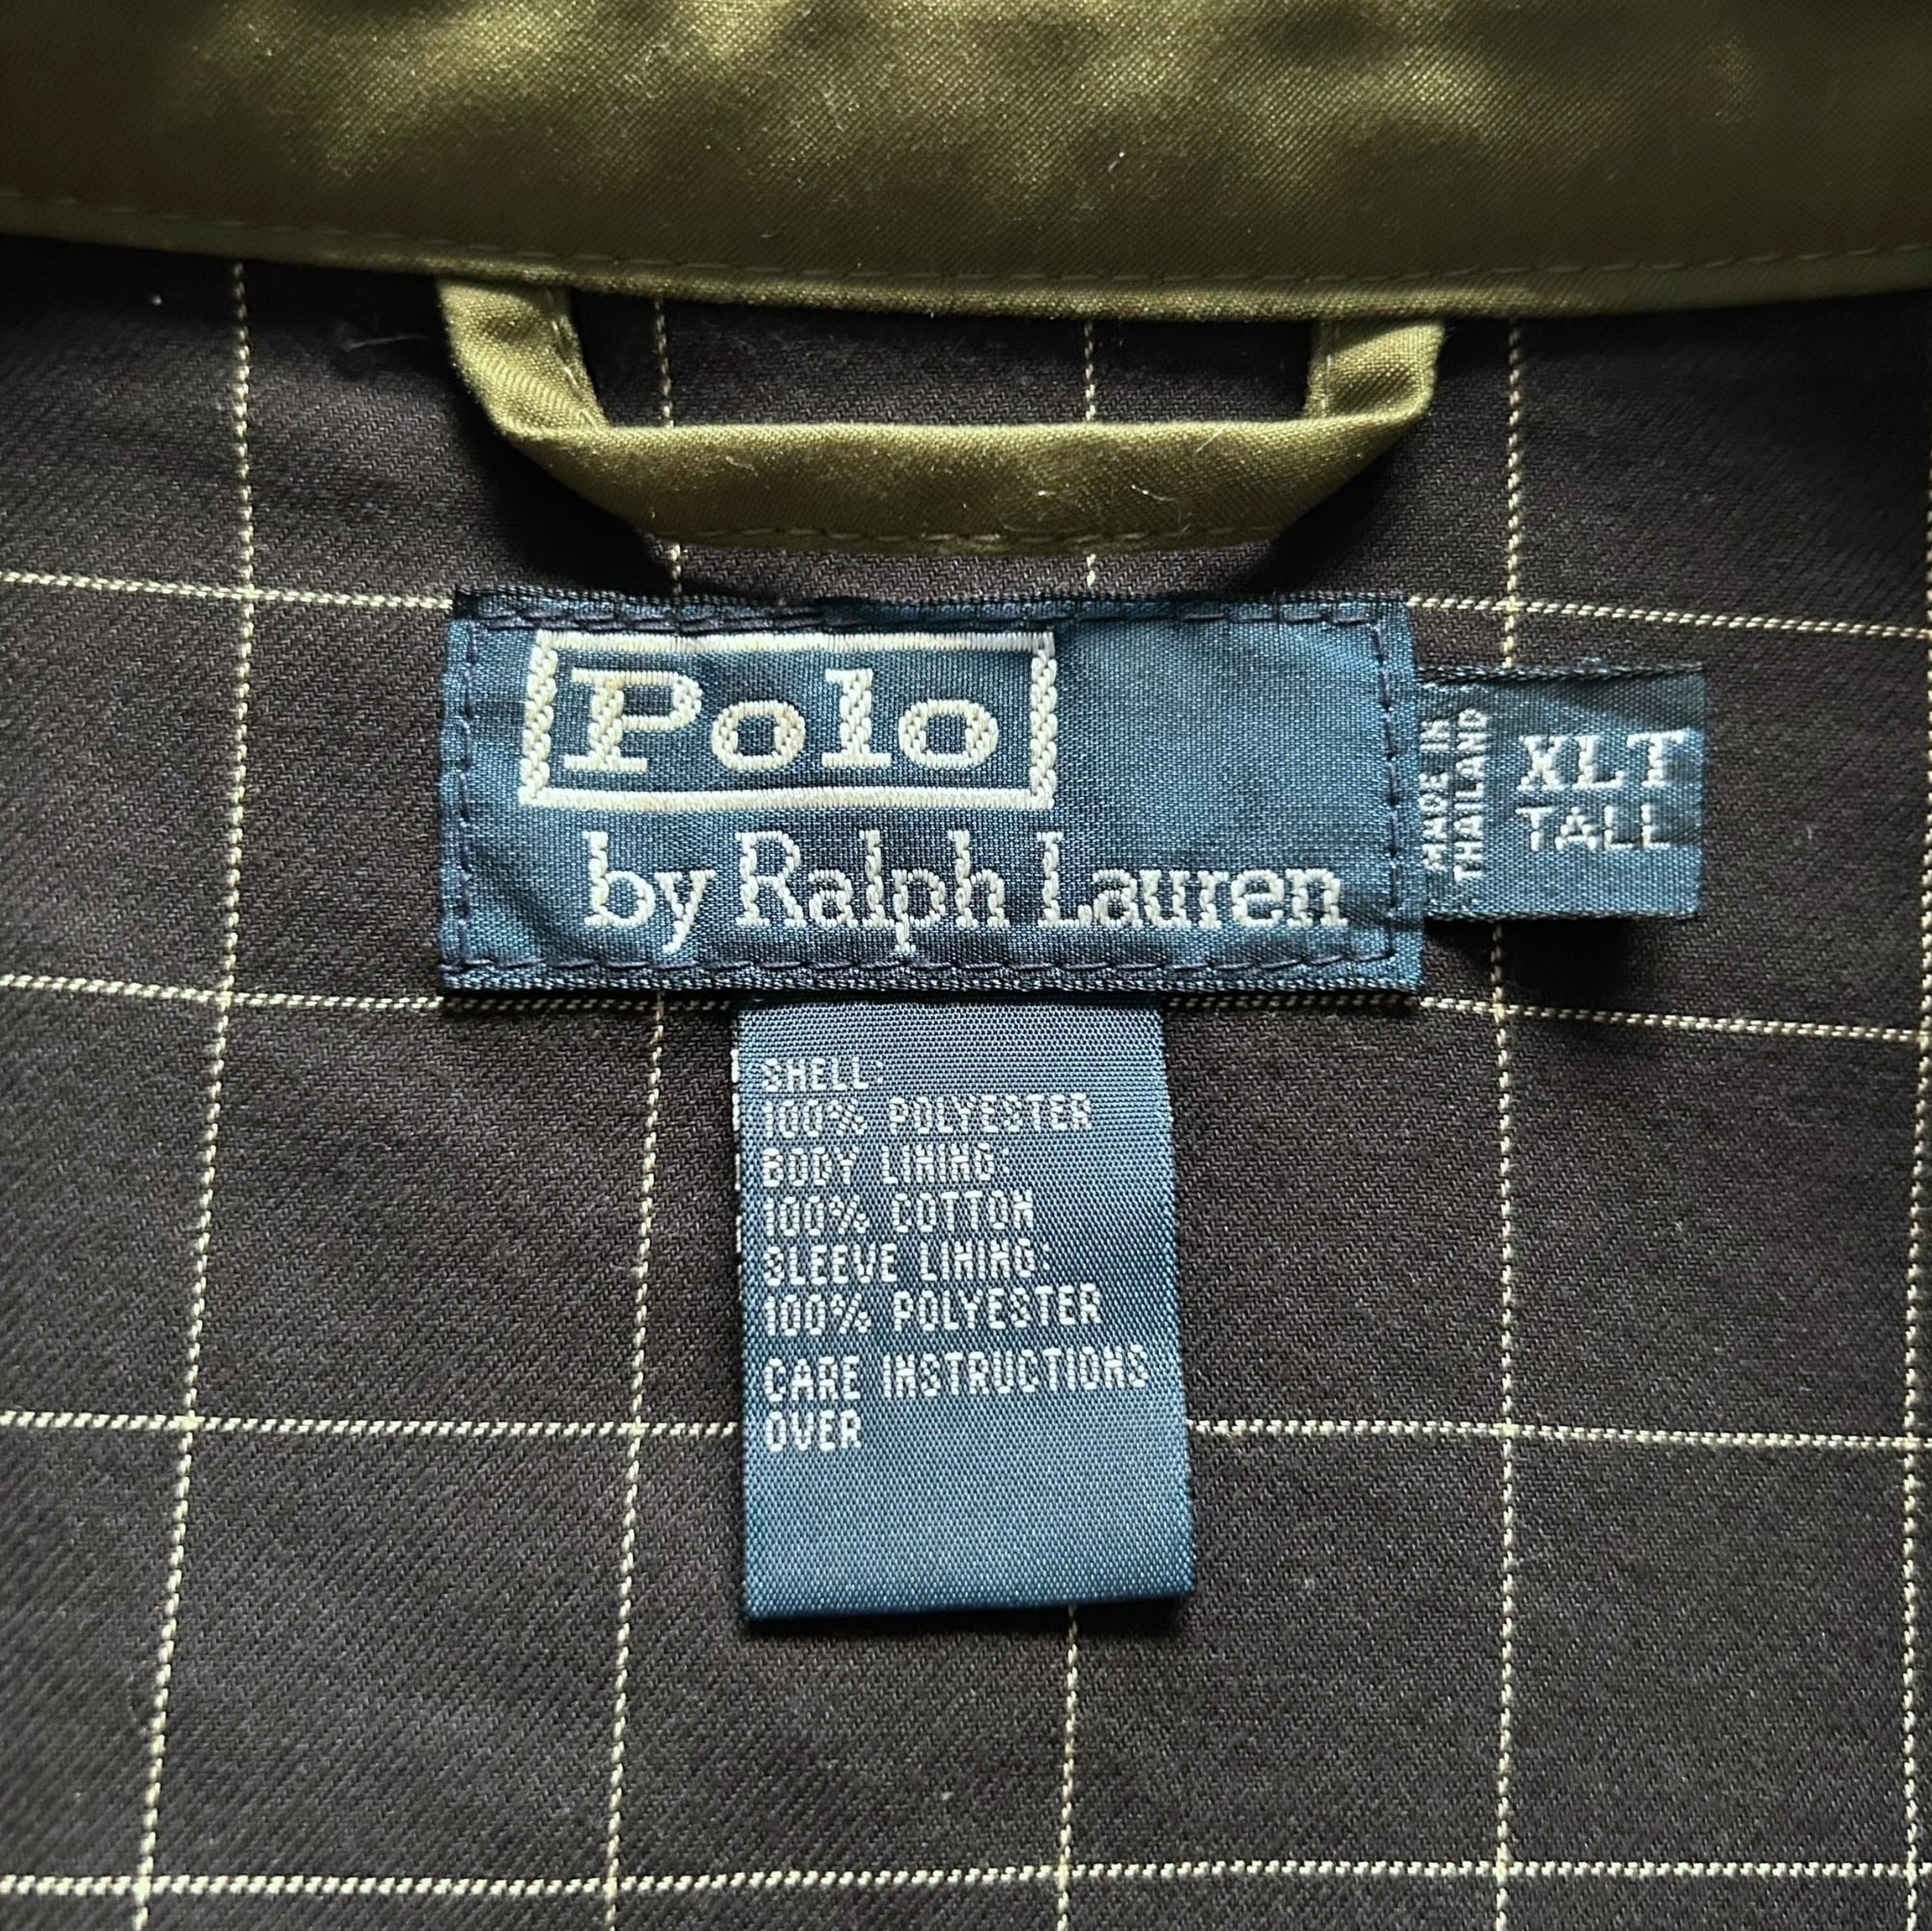 Polo
by Ralph Lauren
MADE IN
THAILAND
XLT
TALL
SHELL:
100% POLYESTER
BODY LINING:
100% COTTON
SLEEVE LINING:
100% POLYESTER
CARE INSTRUCTIONS
OVER